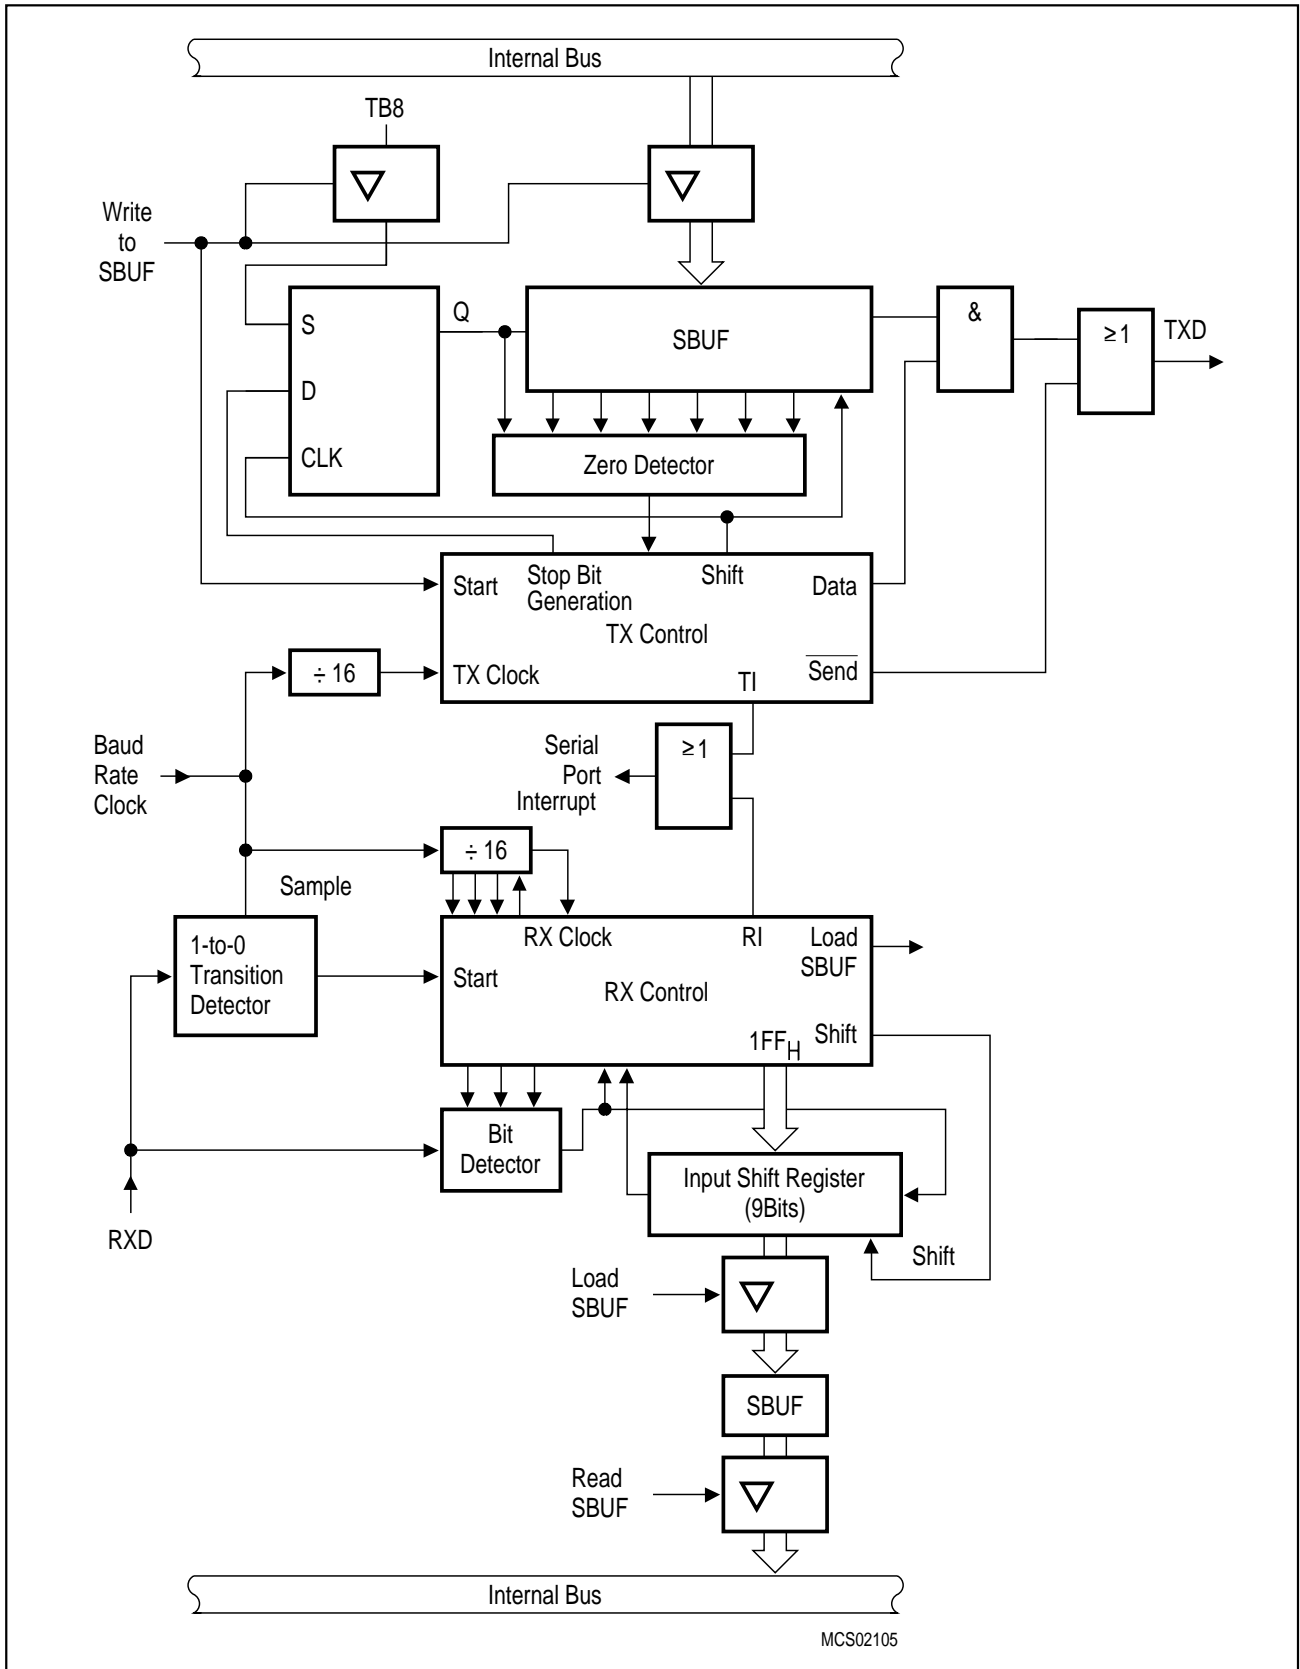 Internal Bus
TB8
Write
to
SBUF
S
Q
SBUF
&
≥1
TXD
D
CLK
Zero Detector
Start
Stop Bit
Generation
Shift
Data
TX Control
÷ 16
TX Clock
TI
Send
Baud
Rate
Clock
Serial
Port
Interrupt
≥1
÷ 16
Sample
1-to-0
Transition
Detector
RX Clock
RI
Load
SBUF
Start
RX Control
1FFH
Shift
Bit
Detector
Input Shift Register
(9Bits)
RXD
Shift
Load
SBUF
SBUF
Read
SBUF
Internal Bus
MCS02105